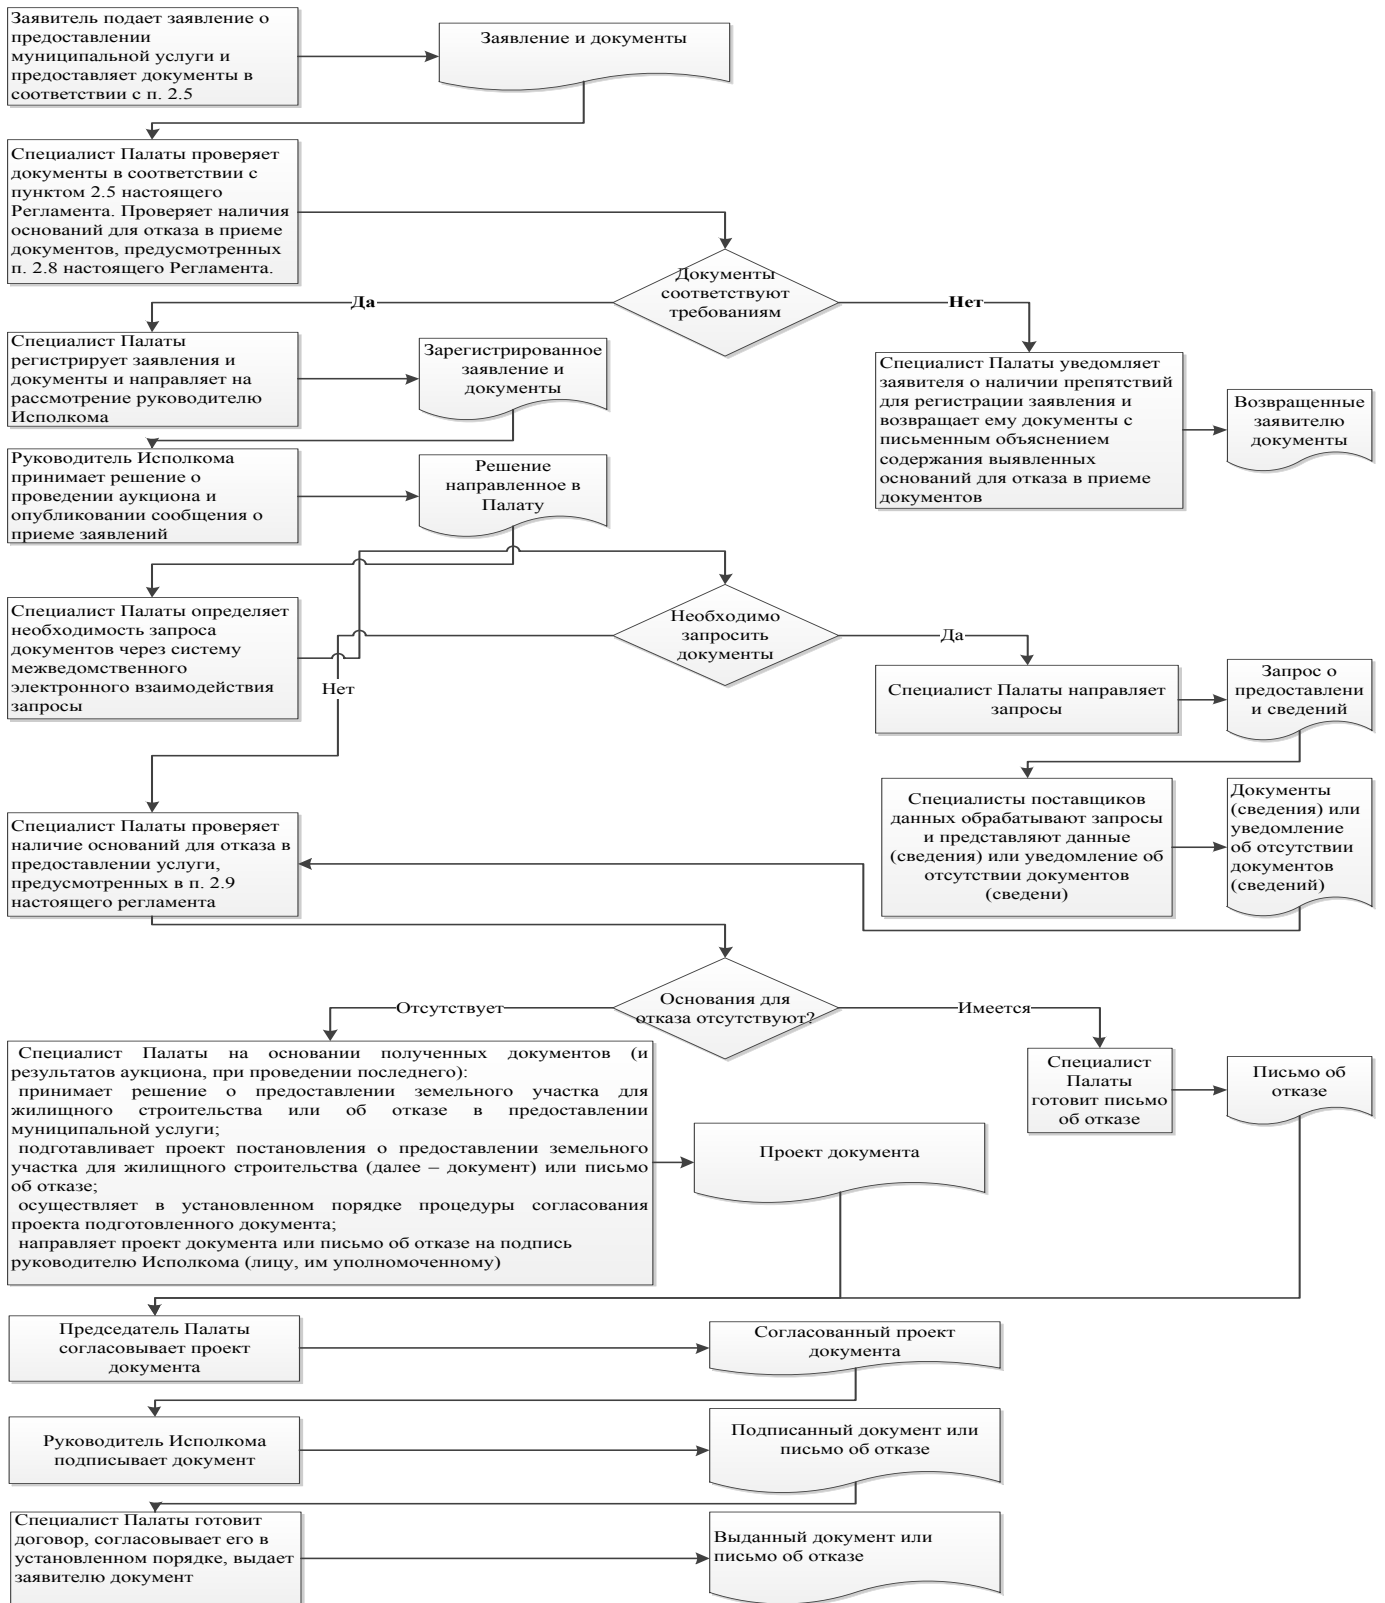 Заявитель подает заявление о
предоставлении
муниципальной услуги и
предоставляет документы в
соответствии с п. 2.5
Заявление и документы
Специалист Палаты проверяет
документы в соответствии с
пунктом 2.5 настоящего
Регламента. Проверяет наличия
оснований для отказа в приеме
документов, предусмотренных
п. 2.8 настоящего Регламента.
Документы
соответствуют
требованиям
Да
Нет
Специалист Палаты
регистрирует заявления и
документы и направляет на
рассмотрение руководителю
Исполкома
Зарегистрированное
заявление и
документы
Специалист Палаты уведомляет
заявителя о наличии препятствий
для регистрации заявления и
возвращает ему документы с
письменным объяснением
содержания выявленных
оснований для отказа в приеме
документов
Возвращенные
заявителю
документы
Руководитель Исполкома
принимает решение о
проведении аукциона и
опубликовании сообщения о
приеме заявлений
Решение
направленное в
Палату
Специалист Палаты определяет
необходимость запроса
документов через систему
межведомственного
электронного взаимодействия
запросы
Необходимо
запросить
документы
Да
Нет
Специалист Палаты направляет
запросы
Запрос о
предоставлени
и сведений
Специалисты поставщиков
данных обрабатывают запросы
и представляют данные
(сведения) или уведомление об
отсутствии документов
(сведени)
Документы
(сведения) или
уведомление
об отсутствии
документов
(сведений)
Специалист Палаты проверяет
наличие оснований для отказа в
предоставлении услуги,
предусмотренных в п. 2.9
настоящего регламента
Основания для
отказа отсутствуют?
Отсутствует
Имеется
Специалист Палаты на основании полученных документов (и
результатов аукциона, при проведении последнего):
принимает решение о предоставлении земельного участка для
жилищного строительства или об отказе в предоставлении
муниципальной услуги;
подготавливает проект постановления о предоставлении земельного
участка для жилищного строительства (далее – документ) или письмо
об отказе;
осуществляет в установленном порядке процедуры согласования
проекта подготовленного документа;
направляет проект документа или письмо об отказе на подпись
руководителю Исполкома (лицу, им уполномоченному)
Проект документа
Специалист
Палаты
готовит письмо
об отказе
Письмо об
отказе
Председатель Палаты
согласовывает проект
документа
Согласованный проект
документа
Руководитель Исполкома
подписывает документ
Подписанный документ или
письмо об отказе
Специалист Палаты готовит
договор, согласовывает его в
установленном порядке, выдает
заявителю документ
Выданный документ или
письмо об отказе